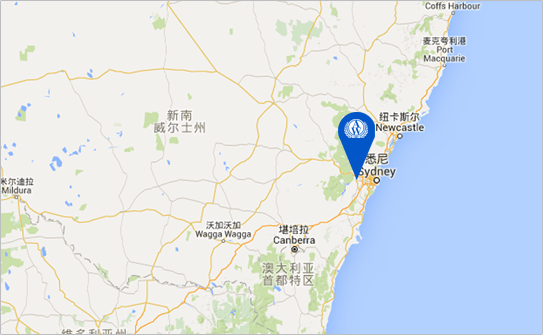 Coffs Harbour
麦克夸利港
Port
Macquarie
新南
威尔士州
纽卡斯尔
Newcastle
悉尼
Sydney
米尔迪拉
Mildura
沃加沃加
Wagga Wagga
堪培拉
Canberra
澳大利亚
首都特区
维多利亚州